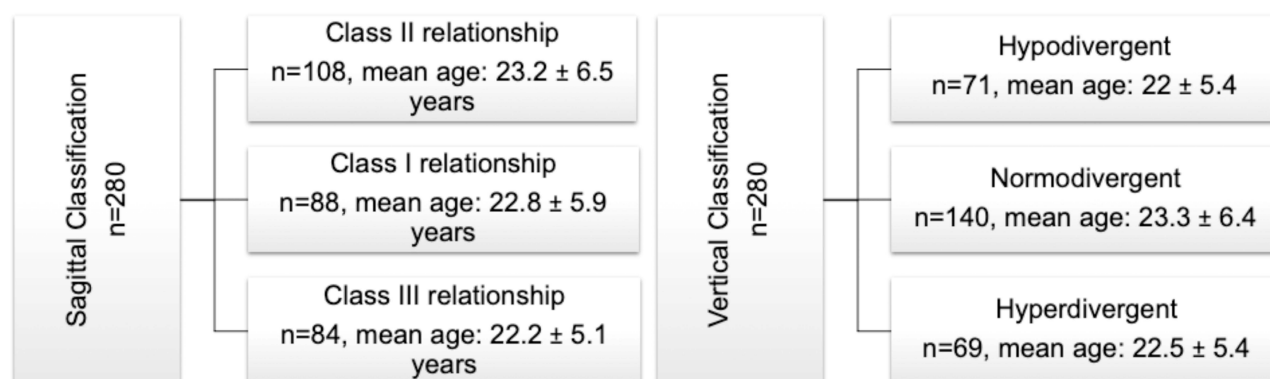 Sagittal Classification
n=280
Class II relationship
n=108, mean age: 23.2 ± 6.5
years
Class I relationship
n=88, mean age: 22.8 ± 5.9
years
Class III relationship
n=84, mean age: 22.2 ± 5.1
years
Vertical Classification
n=280
Hypodivergent
n=71, mean age: 22 ± 5.4
Normodivergent
n=140, mean age: 23.3 ± 6.4
Hyperdivergent
n=69, mean age: 22.5 ± 5.4